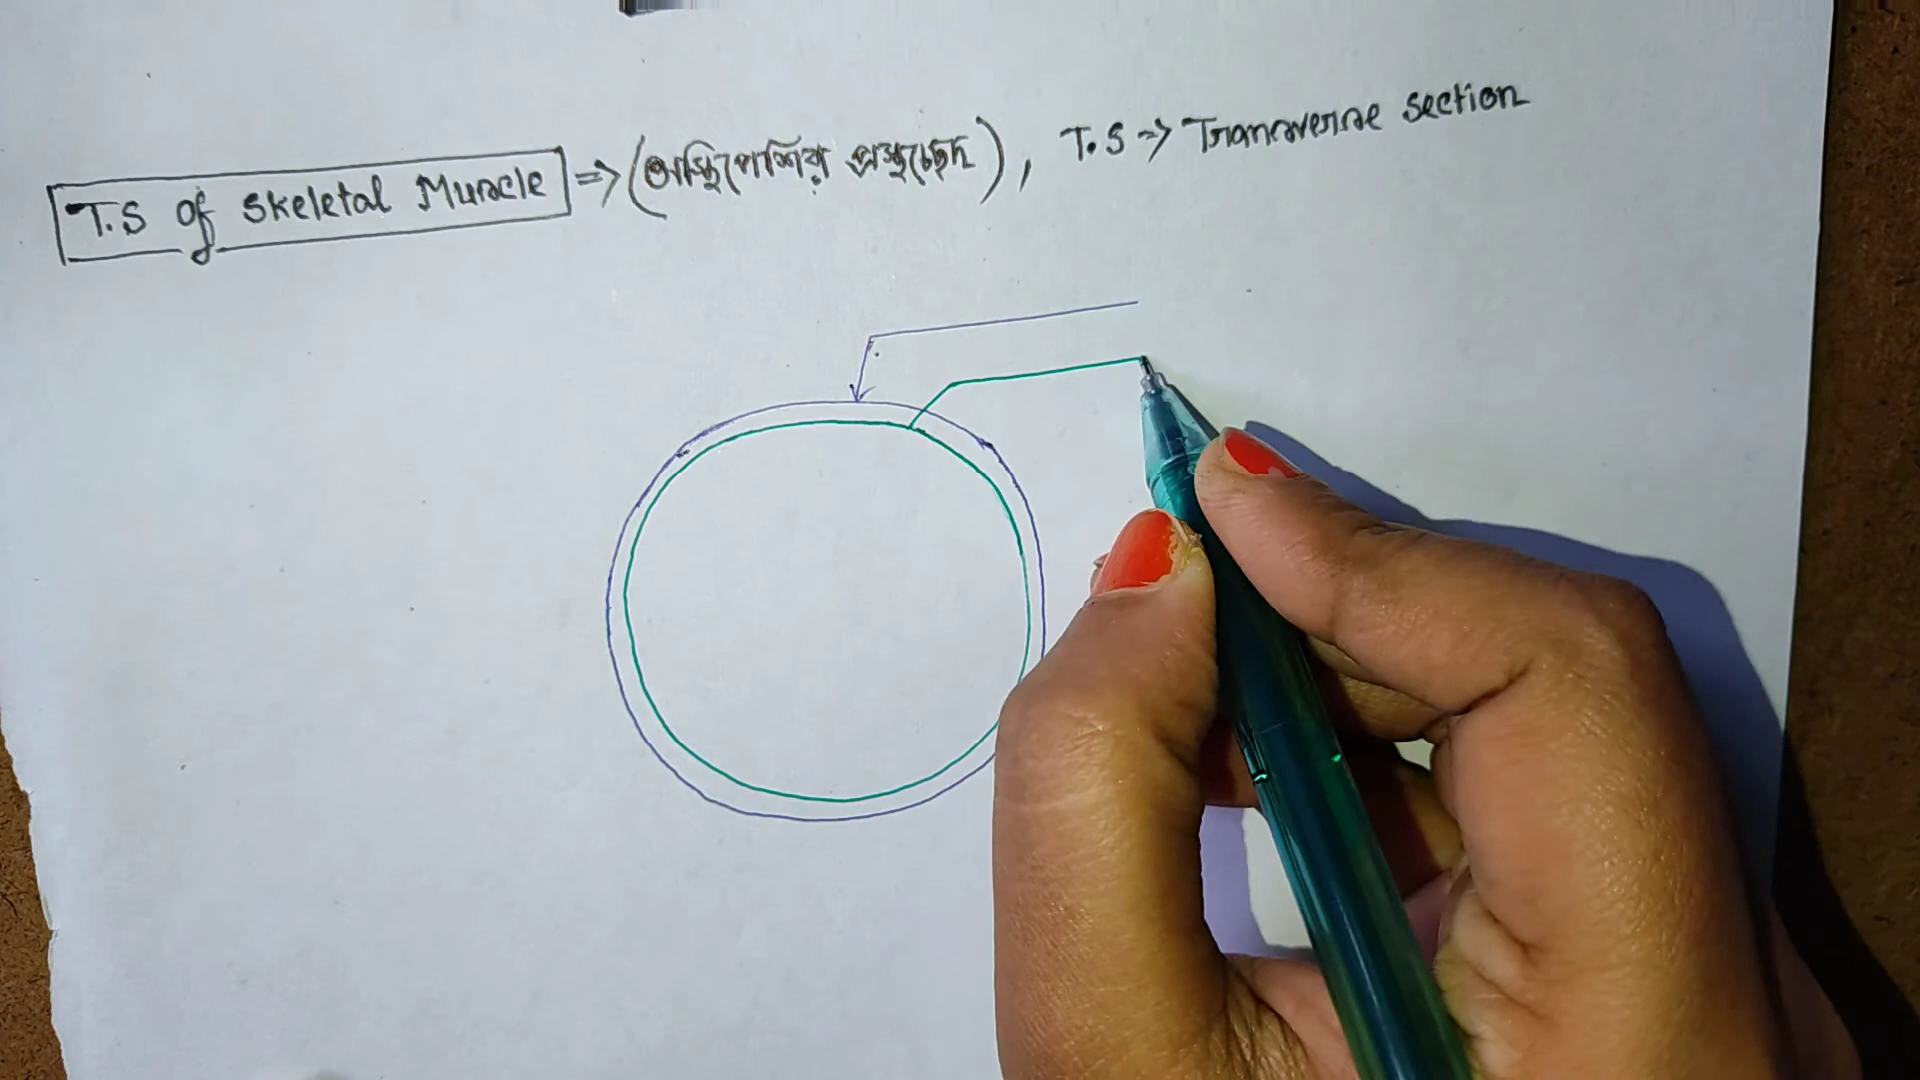 T.S of Skeletal Muscle => (অস্থিপেশির প্রস্থচ্ছেদ), T.S => Transverse section